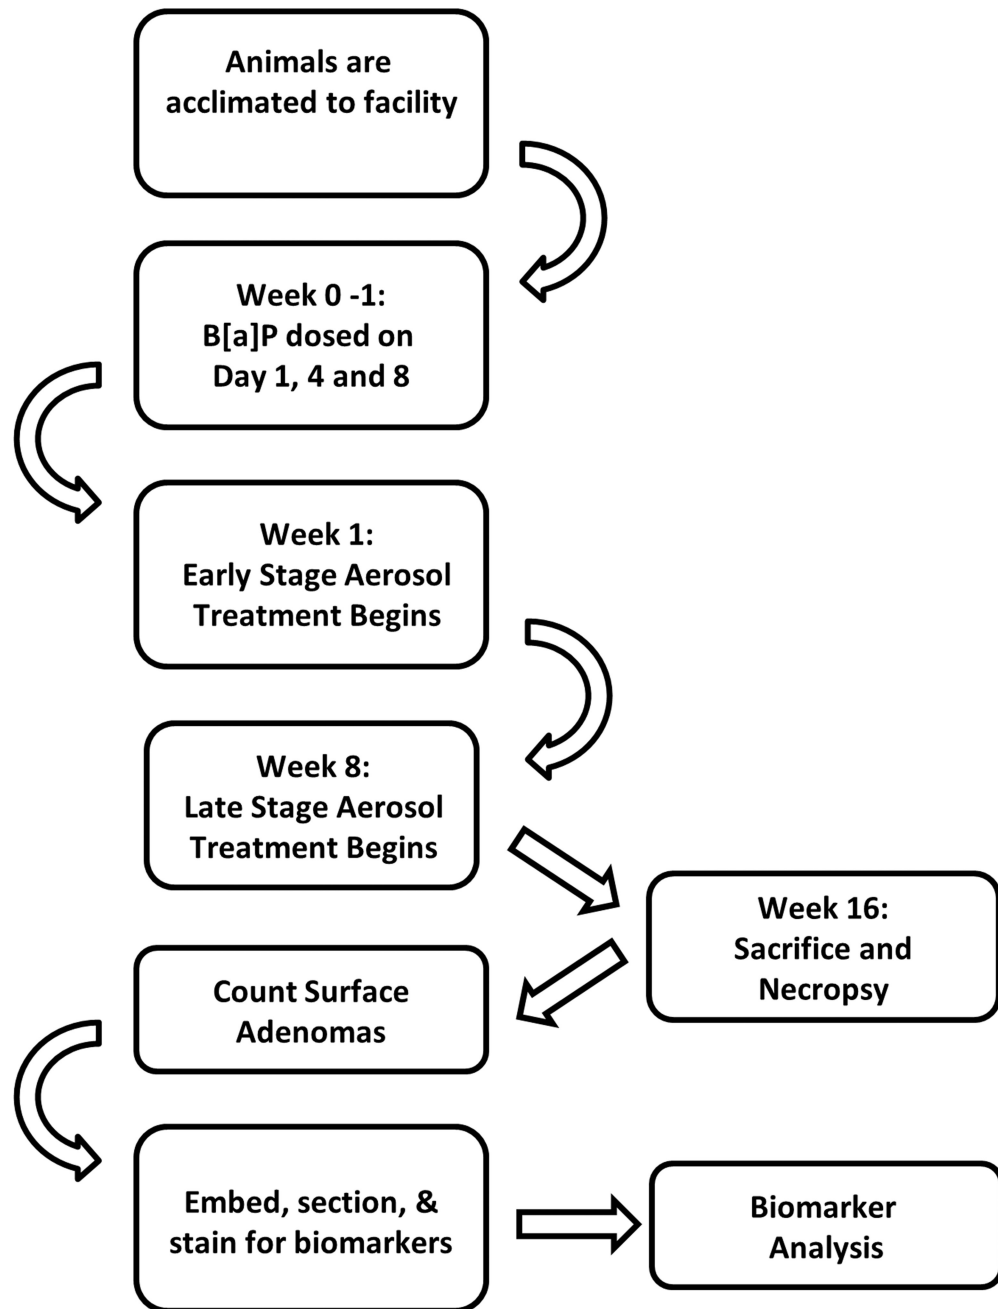 Animals are
acclimated to facility
Week 0 -1:
B[a]P dosed on
Day 1, 4 and 8
Week 1:
Early Stage Aerosol
Treatment Begins
Week 8:
Late Stage Aerosol
Treatment Begins
Week 16:
Sacrifice and
Necropsy
Count Surface
Adenomas
Embed, section, &
stain for biomarkers
Biomarker
Analysis